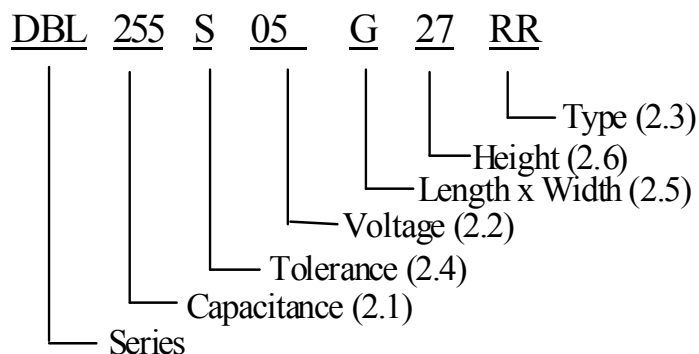 DBL 255 S 05 G 27 RR
Type (2.3)
Height (2.6)
Length x Width (2.5)
Voltage (2.2)
Tolerance (2.4)
Capacitance (2.1)
Series